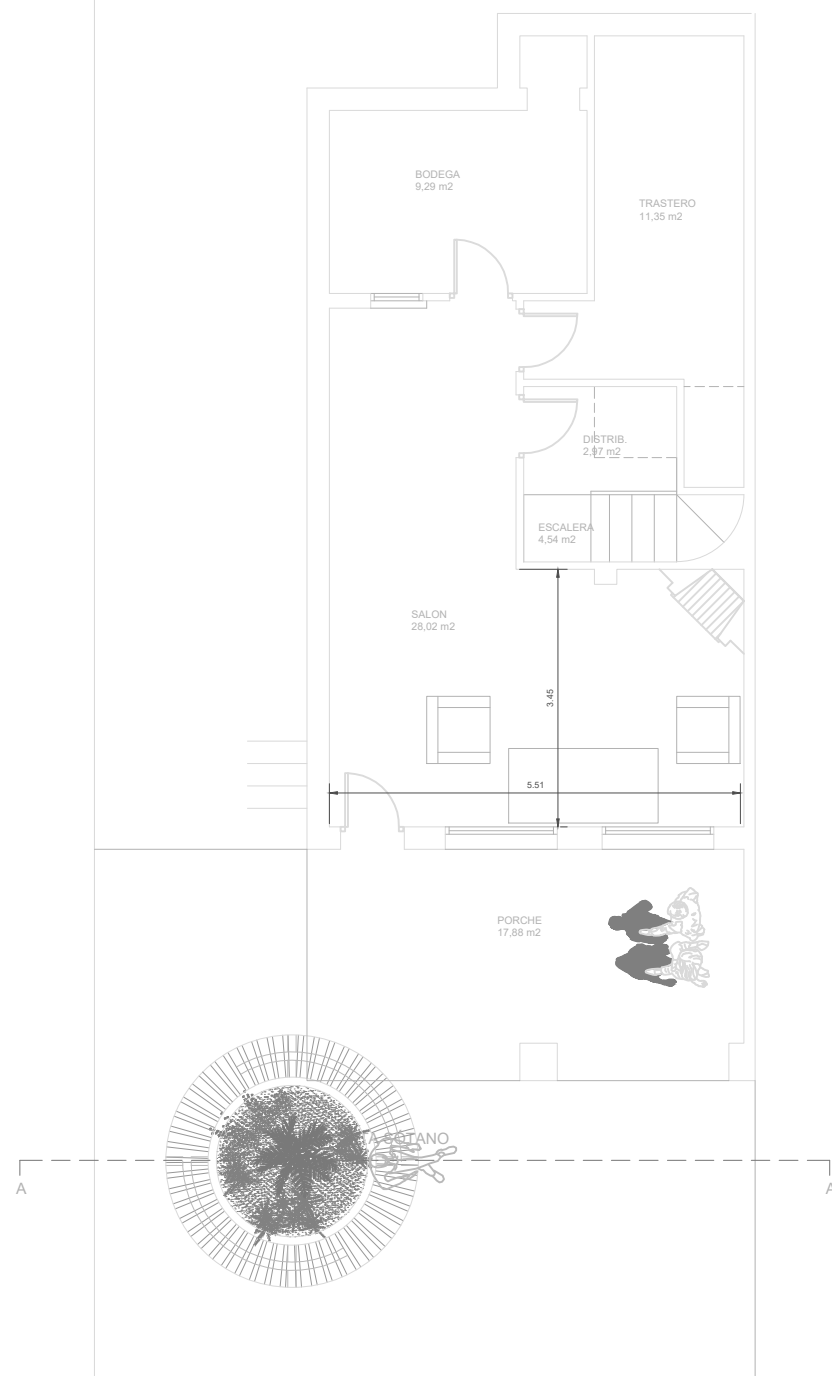 BODEGA
9,29 m2
TRASTERO
11,35 m2
DISTRIB.
2,97 m2
ESCALERA
4,54 m2
SALON
28,02 m2
3.45
5.51
PORCHE
17,88 m2
SOTANO
A
A